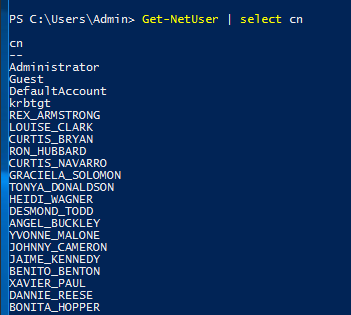 PS C:\Users\Admin> Get-NetUser | select cn
cn
--
Administrator
Guest
DefaultAccount
krbtgt
REX_ARMSTRONG
LOUISE_CLARK
CURTIS_BRYAN
RON_HUBBARD
CURTIS_NAVARRO
GRACIELA_SOLOMON
TONYA_DONALDSON
HEIDI_WAGNER
DESMOND_TODD
ANGEL_BUCKLEY
YVONNE_MALONE
JOHNNY_CAMERON
JAIME_KENNEDY
BENITO_BENTON
XAVIER_PAUL
DANNIE_REESE
BONITA_HOPPER